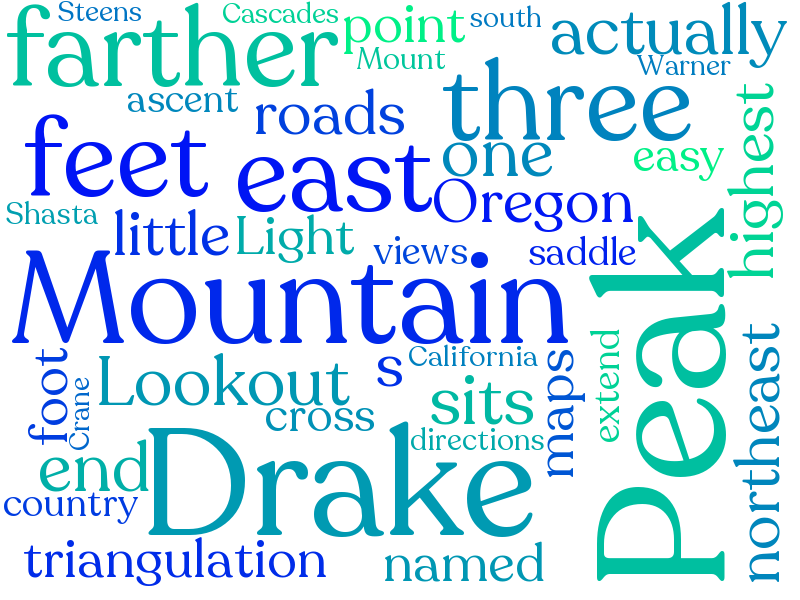 Steens
Cascades
farther
point
south
actually
Mount
Warner
ascent
roads
three
highest
feet
east
one
easy
Oregon
Shasta
little
Light
views
saddle
Mountain
Peak
foot
Crane
Lookout
s
California
maps
extend
northeast
cross
sits
directions
end
Drake
country
triangulation
named